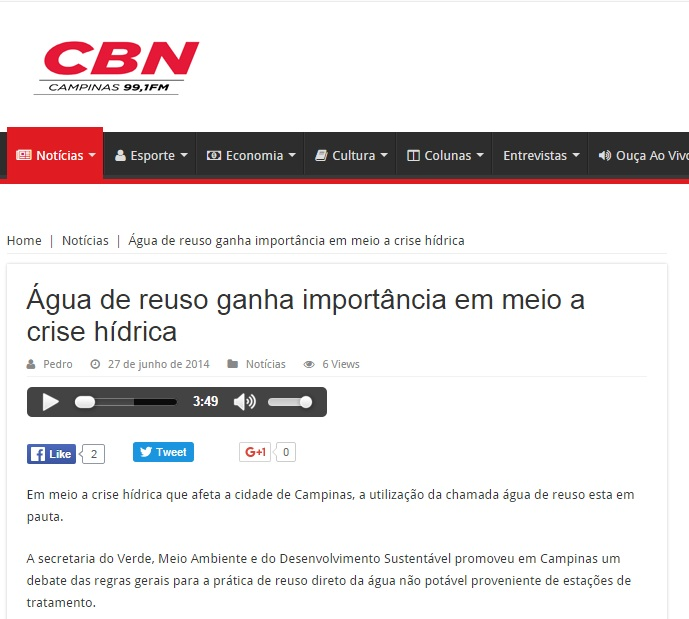 CBN
CAMPINAS 99,1FM
Notícias Esporte Economia Cultura Colunas Entrevistas Ouça Ao Vivo
Home | Notícias | Água de reuso ganha importância em meio a crise hídrica
Água de reuso ganha importância em meio a
crise hídrica
Pedro 27 de junho de 2014 Notícias 6 Views
3:49
Like 2 Tweet G+1 0
Em meio a crise hídrica que afeta a cidade de Campinas, a utilização da chamada água de reuso esta em
pauta.
A secretaria do Verde, Meio Ambiente e do Desenvolvimento Sustentável promoveu em Campinas um
debate das regras gerais para a prática de reuso direto da água não potável proveniente de estações de
tratamento.